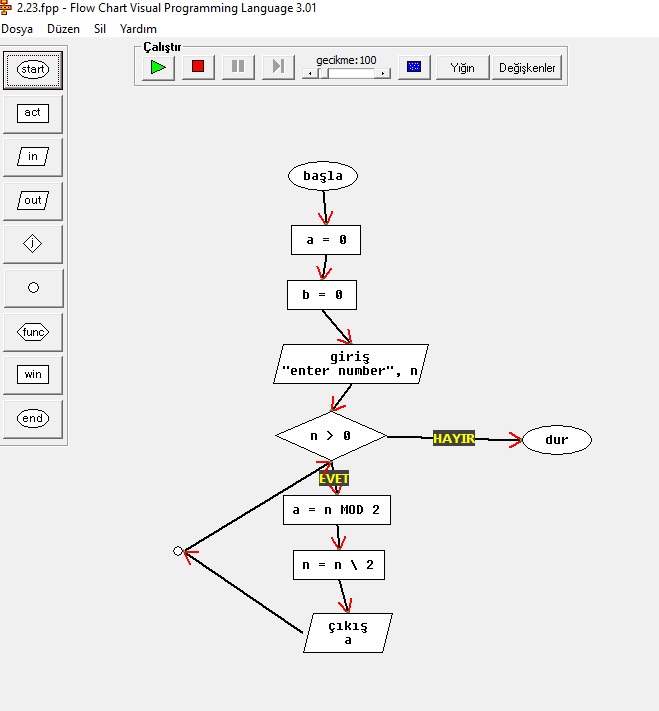 2.23.fpp - Flow Chart Visual Programming Language 3.01
Dosya Düzen Sil Yardım
Çalıştır
gecikme:100
Yığın
Değişkenler
start
act
in
out
j
func
win
end
başla
a = 0
b = 0
giriş
"enter number", n
n > 0
HAYIR
dur
EVET
a = n MOD 2
n = n \ 2
çıkış
a